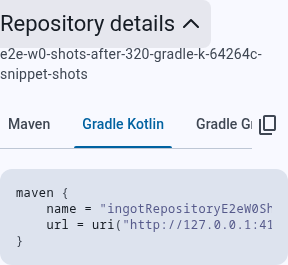 Repository details
e2e-w0-shots-after-320-gradle-k-64264c-
snippet-shots
Maven Gradle Kotlin Gradle G
maven {
    name = "ingotRepositoryE2eW0Sh
    url = uri("http://127.0.0.1:41
}